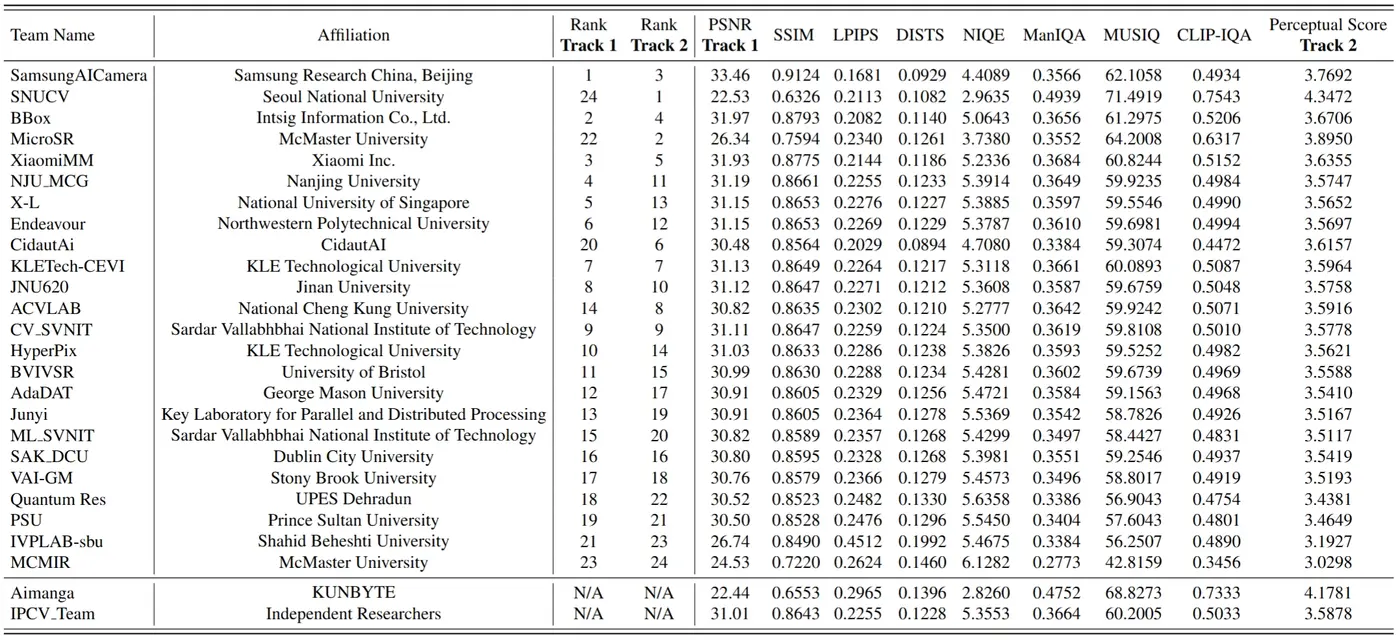 Team Name Affiliation Rank Track 1 Rank Track 2 PSNR Track 1 SSIM LPIPS DISTS NIQE ManIQA MUSIQ CLIP-IQA Perceptual Score Track 2
SamsungAICamera Samsung Research China, Beijing 1 3 33.46 0.9124 0.1681 0.0929 4.4089 0.3566 62.1058 0.4934 3.7692
SNUCV Seoul National University 24 1 22.53 0.6326 0.2113 0.1082 2.9635 0.4939 71.4919 0.7543 4.3472
BBox Intsig Information Co., Ltd. 2 4 31.97 0.8793 0.2082 0.1140 5.0643 0.3656 61.2975 0.5206 3.6706
MicroSR McMaster University 22 2 26.34 0.7594 0.2340 0.1261 3.7380 0.3552 64.2008 0.6317 3.8950
XiaomiMM Xiaomi Inc. 3 5 31.93 0.8775 0.2144 0.1186 5.2336 0.3684 60.8244 0.5152 3.6355
NJU_MCG Nanjing University 4 11 31.19 0.8661 0.2255 0.1233 5.3914 0.3649 59.9235 0.4984 3.5747
X-L National University of Singapore 5 13 31.15 0.8653 0.2276 0.1227 5.3885 0.3597 59.5546 0.4990 3.5652
Endeavour Northwestern Polytechnical University 6 12 31.15 0.8653 0.2269 0.1229 5.3787 0.3610 59.6981 0.4994 3.5697
CidautAi CidautAI 20 6 30.48 0.8564 0.2029 0.0894 4.7080 0.3384 59.3074 0.4472 3.6157
KLETech-CEVI KLE Technological University 7 7 31.13 0.8649 0.2264 0.1217 5.3118 0.3661 60.0893 0.5087 3.5964
JNU620 Jinan University 8 10 31.12 0.8647 0.2271 0.1212 5.3608 0.3587 59.6759 0.5048 3.5758
ACVLAB National Cheng Kung University 14 8 30.82 0.8635 0.2302 0.1210 5.2777 0.3642 59.9242 0.5071 3.5916
CV_SVNIT Sardar Vallabhbhai National Institute of Technology 9 9 31.11 0.8647 0.2259 0.1224 5.3500 0.3619 59.8108 0.5010 3.5778
HyperPix KLE Technological University 10 14 31.03 0.8633 0.2286 0.1238 5.3826 0.3593 59.5252 0.4982 3.5621
BVIVSR University of Bristol 11 15 30.99 0.8630 0.2288 0.1234 5.4281 0.3602 59.6739 0.4969 3.5588
AdaDAT George Mason University 12 17 30.91 0.8605 0.2329 0.1256 5.4721 0.3584 59.1563 0.4968 3.5410
Junyi Key Laboratory for Parallel and Distributed Processing 13 19 30.91 0.8605 0.2364 0.1278 5.5369 0.3542 58.7826 0.4926 3.5167
ML_SVNIT Sardar Vallabhbhai National Institute of Technology 15 20 30.82 0.8589 0.2357 0.1268 5.4299 0.3497 58.4427 0.4831 3.5117
SAK_DCU Dublin City University 16 16 30.80 0.8595 0.2328 0.1268 5.3981 0.3551 59.2546 0.4937 3.5419
VAI-GM Stony Brook University 17 18 30.76 0.8579 0.2366 0.1279 5.4573 0.3496 58.8017 0.4919 3.5193
Quantum Res UPES Dehradun 18 22 30.52 0.8523 0.2482 0.1330 5.6358 0.3386 56.9043 0.4754 3.4381
PSU Prince Sultan University 19 21 30.50 0.8528 0.2476 0.1296 5.5450 0.3404 57.6043 0.4801 3.4649
IVPLAB-sbu Shahid Beheshti University 21 23 26.74 0.8490 0.4512 0.1992 5.4675 0.3384 56.2507 0.4890 3.1927
MCMIR McMaster University 23 24 24.53 0.7220 0.2624 0.1460 6.1282 0.2773 42.8159 0.3456 3.0298
Aimanga KUNBYTE N/A N/A 22.44 0.6553 0.2965 0.1396 2.8260 0.4752 68.8273 0.7333 4.1781
IPCV_Team Independent Researchers N/A N/A 31.01 0.8643 0.2255 0.1228 5.3553 0.3664 60.2005 0.5033 3.5878